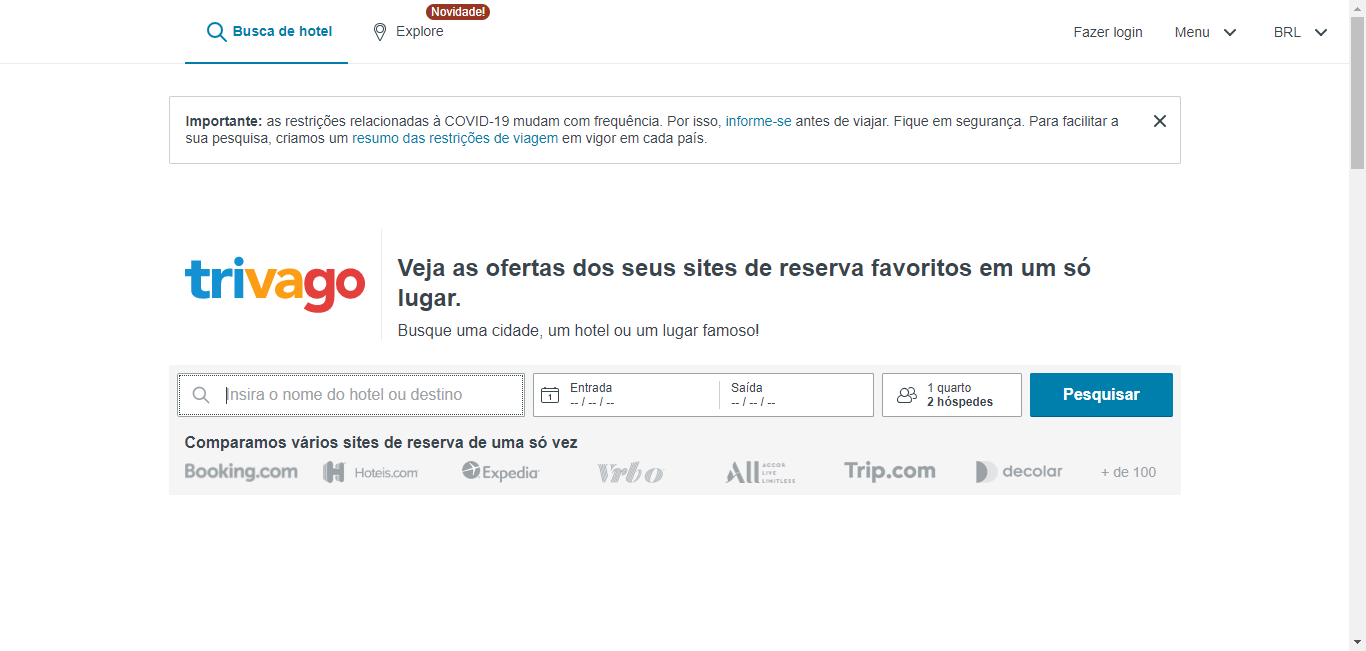 Novidade!
Busca de hotel
Explore
Fazer login
Menu
BRL
Importante: as restrições relacionadas à COVID-19 mudam com frequência. Por isso, informe-se antes de viajar. Fique em segurança. Para facilitar a
sua pesquisa, criamos um resumo das restrições de viagem em vigor em cada país.
trivago
Veja as ofertas dos seus sites de reserva favoritos em um só
lugar.
Busque uma cidade, um hotel ou um lugar famoso!
Insira o nome do hotel ou destino
1
Entrada
-- / -- / --
Saída
-- / -- / --
1 quarto
2 hóspedes
Pesquisar
Comparamos vários sites de reserva de uma só vez
Booking.com
H Hoteis.com
Expedia
Vrbo
All ACCOR
LIVE
LIMITLESS
Trip.com
decolar
+ de 100